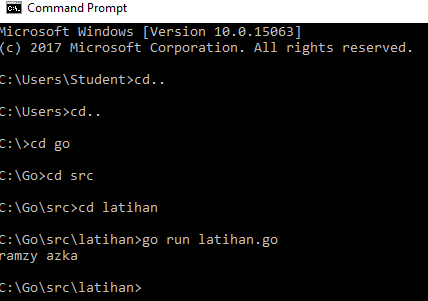 Command Prompt
Microsoft Windows [Version 10.0.15063]
(c) 2017 Microsoft Corporation. All rights reserved.
C:\Users\Student>cd..
C:\Users>cd..
C:\>cd go
C:\Go>cd src
C:\Go\src>cd latihan
C:\Go\src\latihan>go run latihan.go
ramzy azka
C:\Go\src\latihan>